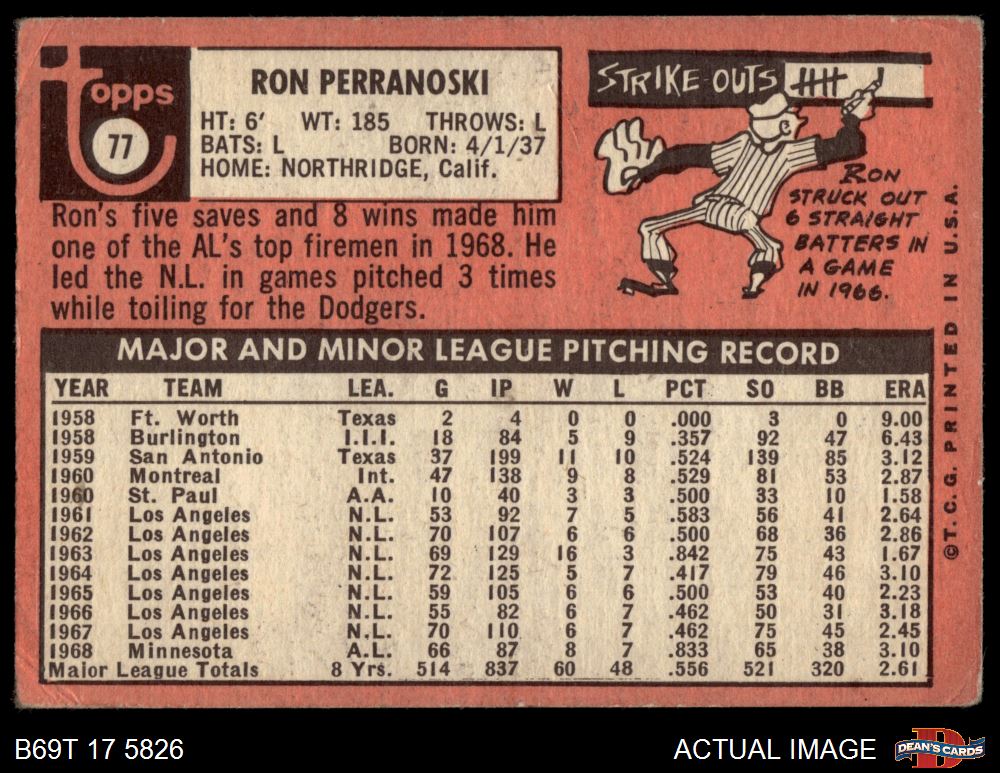 topps
77
RON PERRANOSKI
HT: 6' WT: 185 THROWS: L
BATS: L BORN: 4/1/37
HOME: NORTHRIDGE, Calif.
STRIKE-OUTS
RON
STRUCK OUT
6 STRAIGHT
BATTERS IN
A GAME
IN 1966.
Ron's five saves and 8 wins made him
one of the AL's top firemen in 1968. He
led the N.L. in games pitched 3 times
while toiling for the Dodgers.
MAJOR AND MINOR LEAGUE PITCHING RECORD
YEAR TEAM LEA. G IP W L PCT SO BB ERA
1958 Ft. Worth Texas 2 4 0 0 .000 3 0 9.00
1958 Burlington I.I.I. 18 84 5 9 .357 92 47 6.43
1959 San Antonio Texas 37 199 11 10 .524 139 85 3.12
1960 Montreal Int. 47 138 9 8 .529 81 53 2.87
1960 St. Paul A.A. 10 40 3 3 .500 33 10 1.58
1961 Los Angeles N.L. 53 92 7 5 .583 56 41 2.64
1962 Los Angeles N.L. 70 107 6 6 .500 68 36 2.86
1963 Los Angeles N.L. 69 129 16 3 .842 75 43 1.67
1964 Los Angeles N.L. 72 125 5 7 .417 79 46 3.10
1965 Los Angeles N.L. 59 105 6 6 .500 53 40 2.23
1966 Los Angeles N.L. 55 82 6 7 .462 50 31 3.18
1967 Los Angeles N.L. 70 110 6 7 .462 75 45 2.45
1968 Minnesota A.L. 66 87 8 7 .833 65 38 3.10
Major League Totals 8 Yrs. 514 837 60 48 .556 521 320 2.61
©T.C.G. PRINTED IN U.S.A.
B69T 17 5826
ACTUAL IMAGE
DEAN'S CARDS